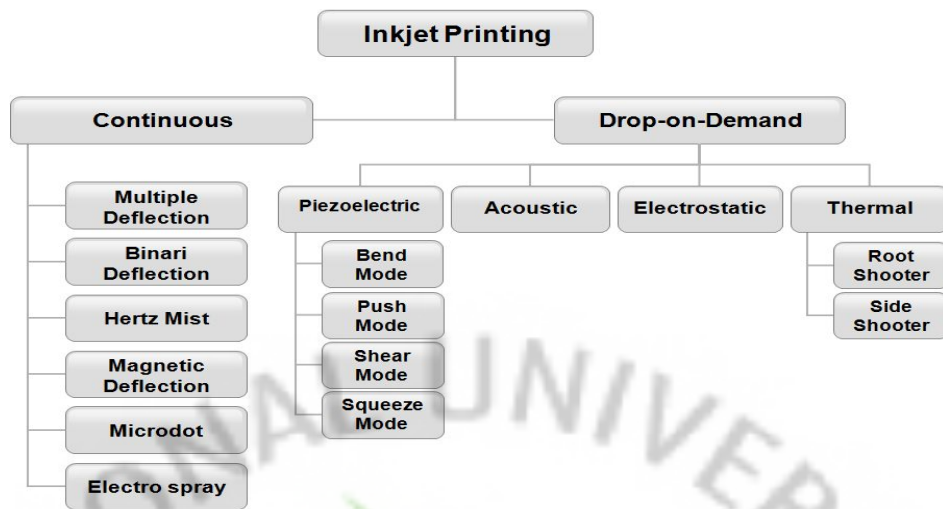 Inkjet Printing
Continuous
Drop-on-Demand
Multiple
Deflection
Binari
Deflection
Hertz Mist
Magnetic
Deflection
Microdot
Electro spray
Piezoelectric
Acoustic
Electrostatic
Thermal
Bend
Mode
Push
Mode
Shear
Mode
Squeeze
Mode
Root
Shooter
Side
Shooter